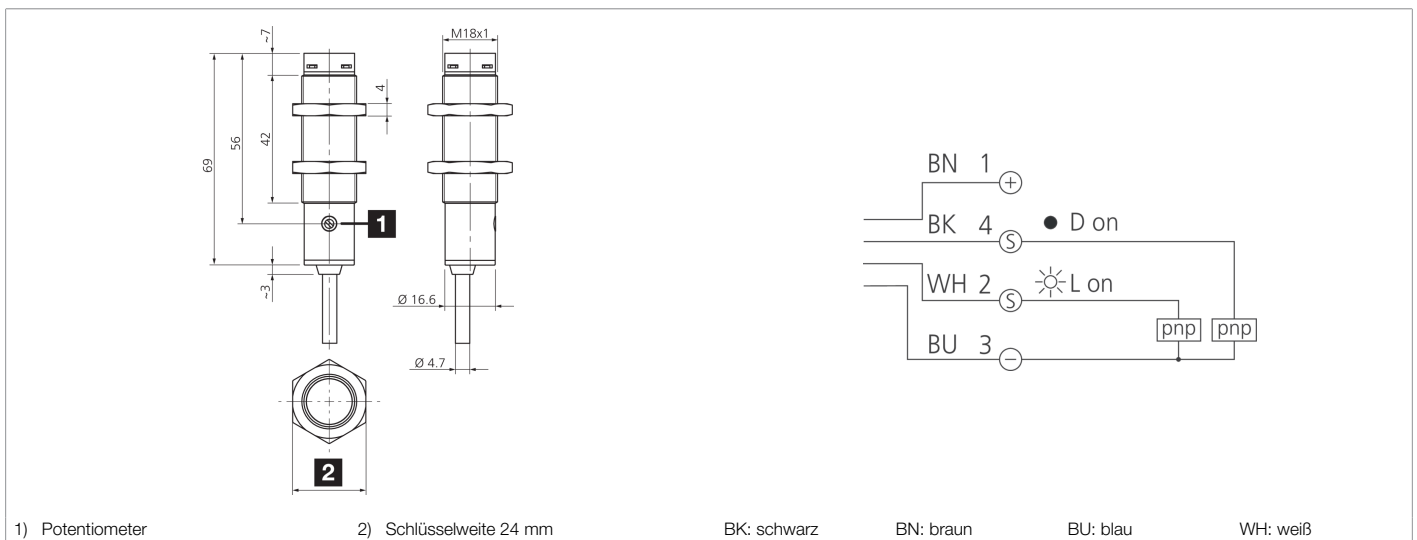 ~7
M18x1
4
42
56
69
1
~3
Ø 16.6
Ø 4.7
2
BN 1 +
BK 4 S ● D on
WH 2 S L on
pnp pnp
BU 3 −
1) Potentiometer 2) Schlüsselweite 24 mm BK: schwarz BN: braun BU: blau WH: weiß